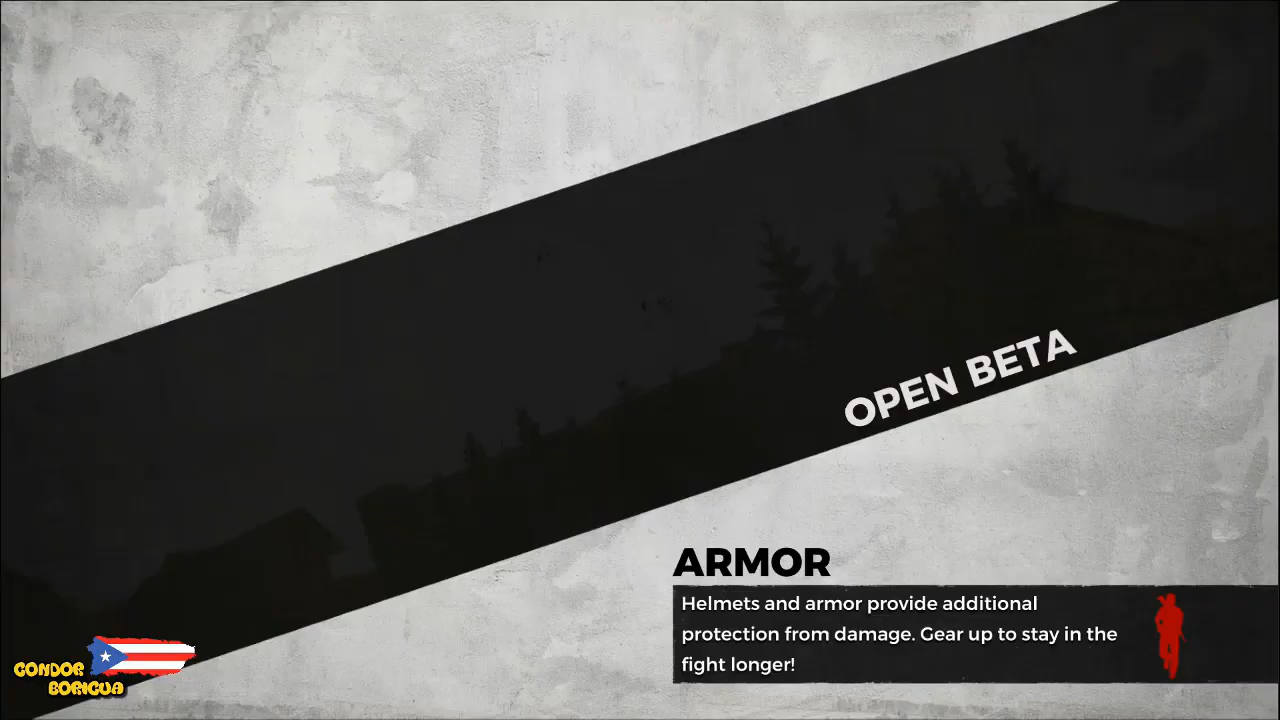 OPEN BETA
ARMOR
Helmets and armor provide additional
protection from damage. Gear up to stay in the
fight longer!
CONDOR
BORIGUA